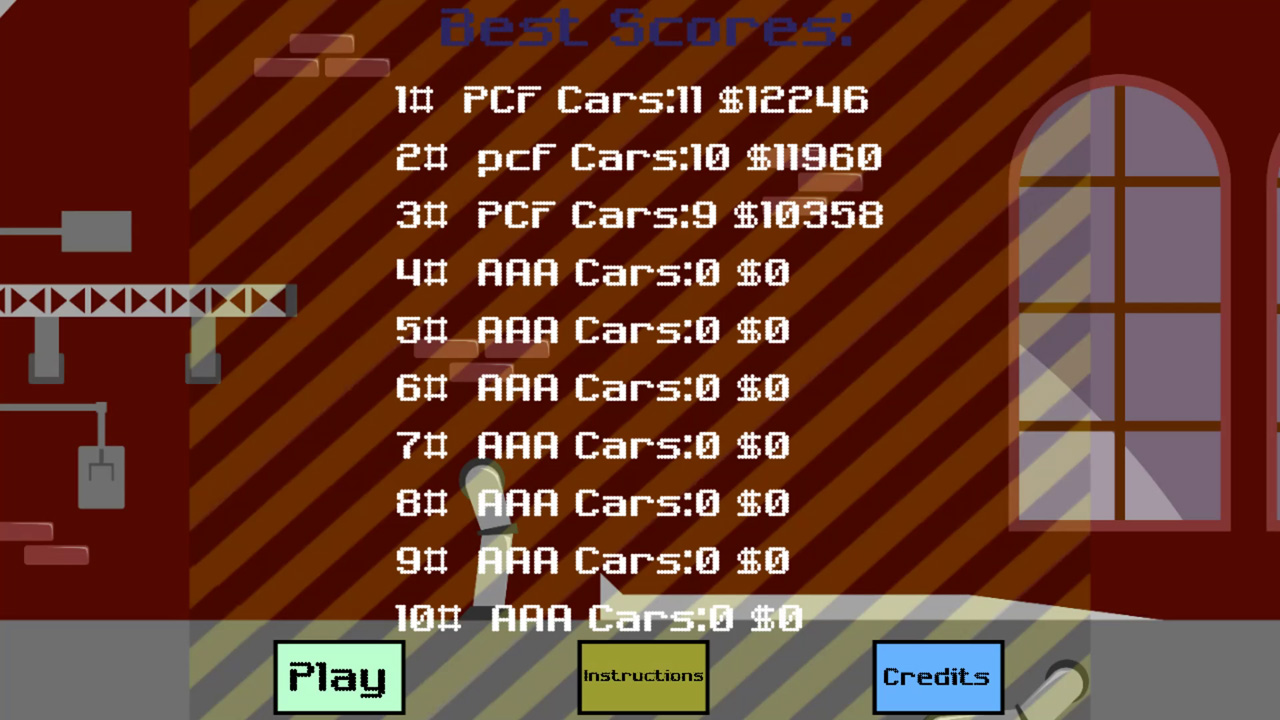 Best Scores:
1# PCF Cars:11 $12246
2# pcf Cars:10 $11960
3# PCF Cars:9 $10358
4# AAA Cars:0 $0
5# AAA Cars:0 $0
6# AAA Cars:0 $0
7# AAA Cars:0 $0
8# AAA Cars:0 $0
9# AAA Cars:0 $0
10# AAA Cars:0 $0
Play
Instructions
Credits